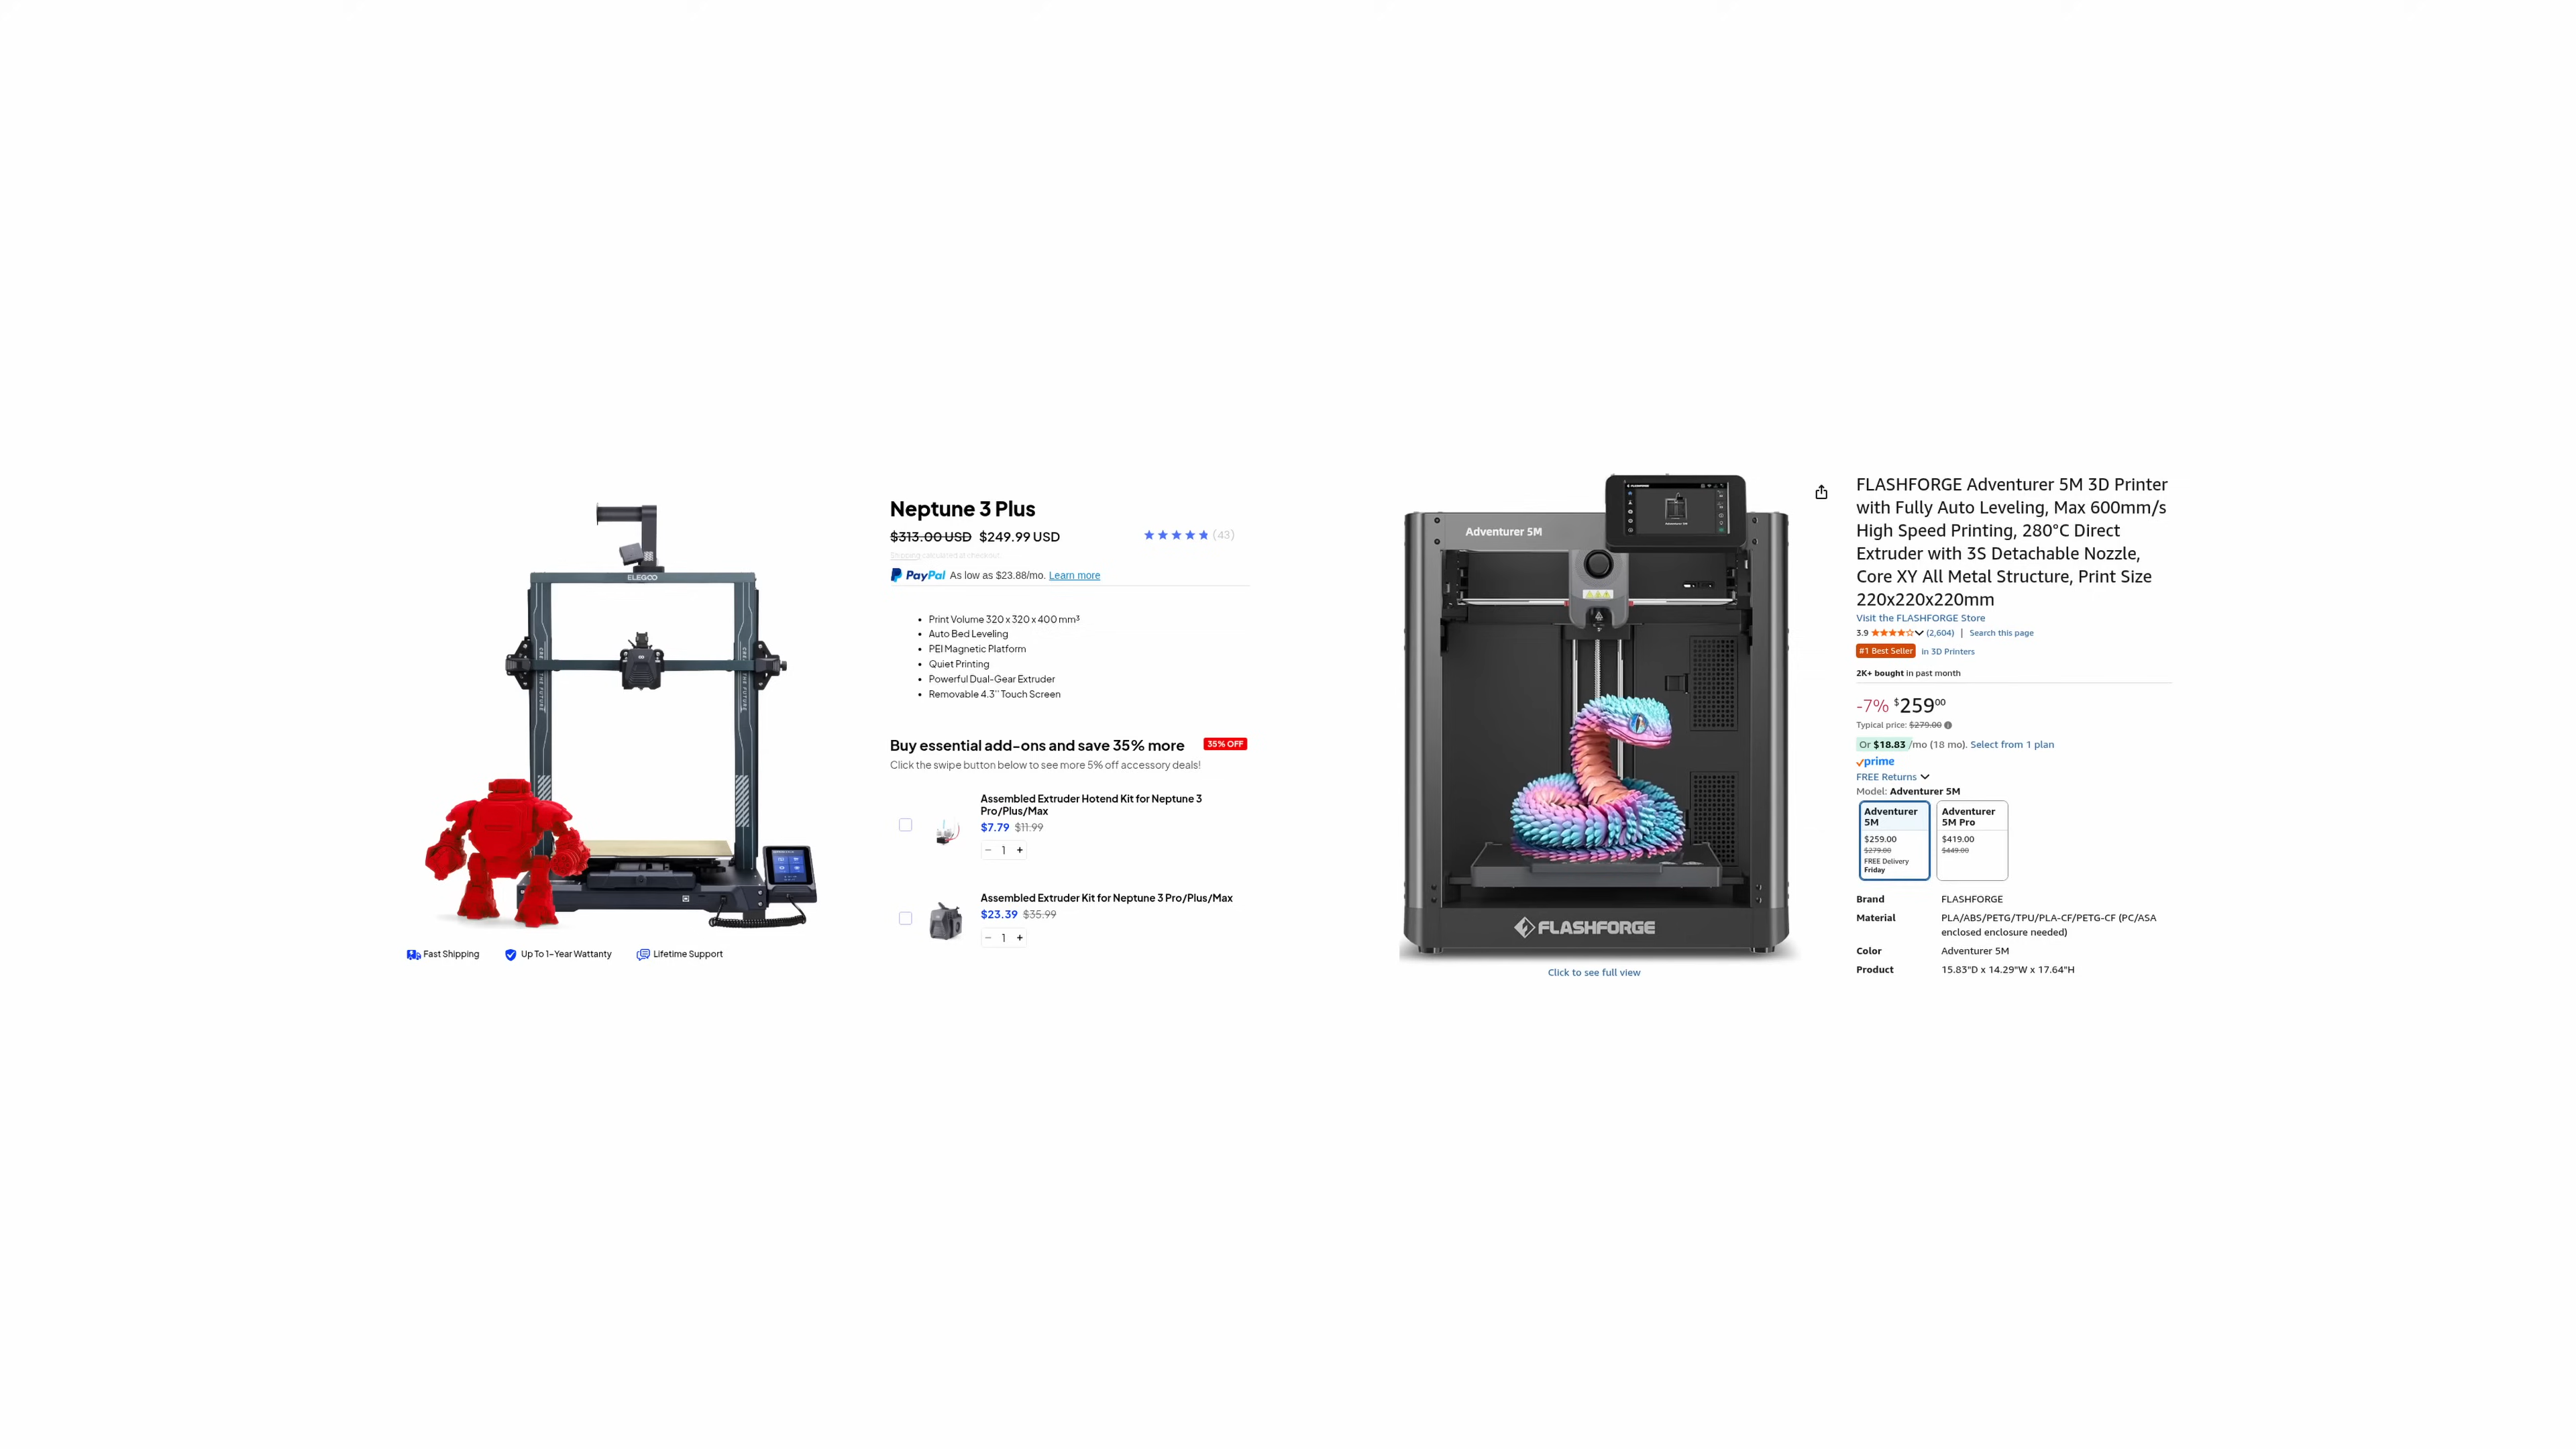 ELEGOO
Fast Shipping
Up To 1-Year Wattanty
Lifetime Support
Neptune 3 Plus
$313.00 USD $249.99 USD
(43)
Shipping calculated at checkout.
PayPal As low as $23.88/mo. Learn more
• Print Volume 320 x 320 x 400 mm³
• Auto Bed Leveling
• PEI Magnetic Platform
• Quiet Printing
• Powerful Dual-Gear Extruder
• Removable 4.3'' Touch Screen
Buy essential add-ons and save 35% more
35% OFF
Click the swipe button below to see more 5% off accessory deals!
Assembled Extruder Hotend Kit for Neptune 3
Pro/Plus/Max
$7.79 $11.99
− 1 +
Assembled Extruder Kit for Neptune 3 Pro/Plus/Max
$23.39 $35.99
− 1 +
Adventurer 5M
FLASHFORGE
Click to see full view
FLASHFORGE Adventurer 5M 3D Printer
with Fully Auto Leveling, Max 600mm/s
High Speed Printing, 280°C Direct
Extruder with 3S Detachable Nozzle,
Core XY All Metal Structure, Print Size
220x220x220mm
Visit the FLASHFORGE Store
3.9 (2,604) | Search this page
#1 Best Seller in 3D Printers
2K+ bought in past month
-7% $25900
Typical price: $279.00
Or $18.83 /mo (18 mo). Select from 1 plan
prime
FREE Returns
Model: Adventurer 5M
Adventurer
5M
$259.00
$279.00
FREE Delivery
Friday
Adventurer
5M Pro
$419.00
$449.00
Brand FLASHFORGE
Material PLA/ABS/PETG/TPU/PLA-CF/PETG-CF (PC/ASA
enclosed enclosure needed)
Color Adventurer 5M
Product 15.83"D x 14.29"W x 17.64"H